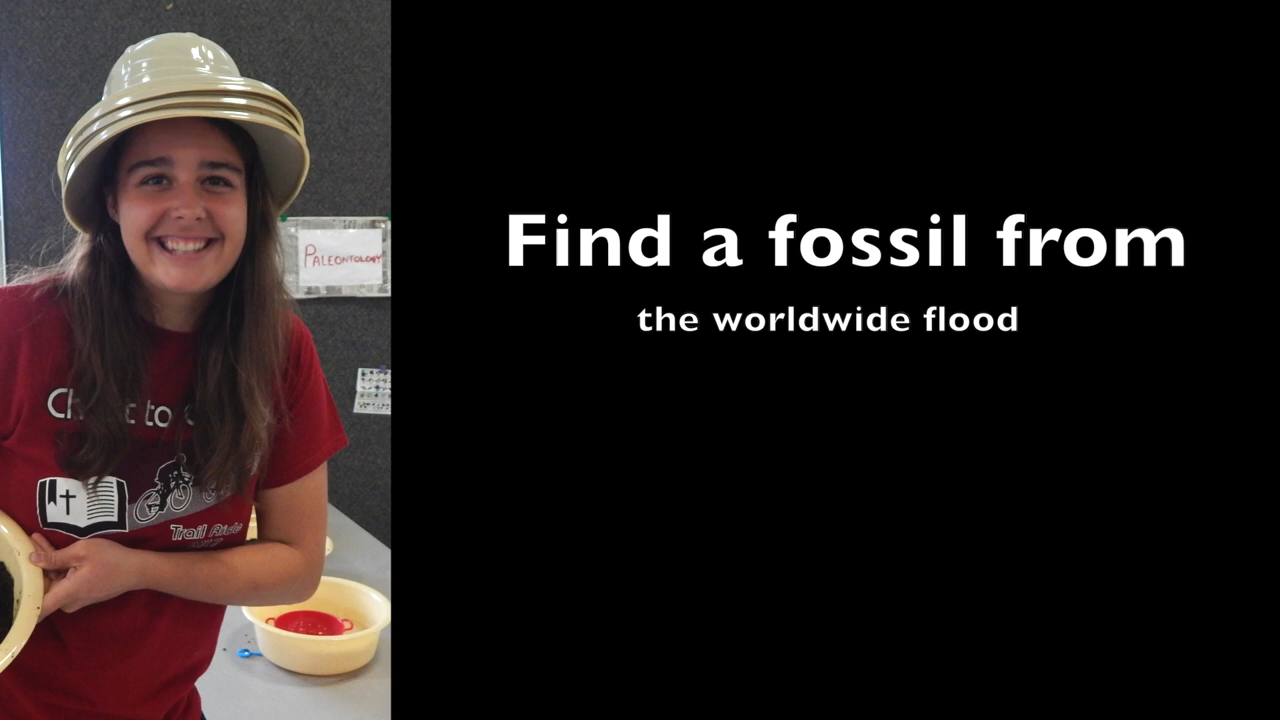 Find a fossil from
the worldwide flood
PALEONTOLOGY
Trail Ride